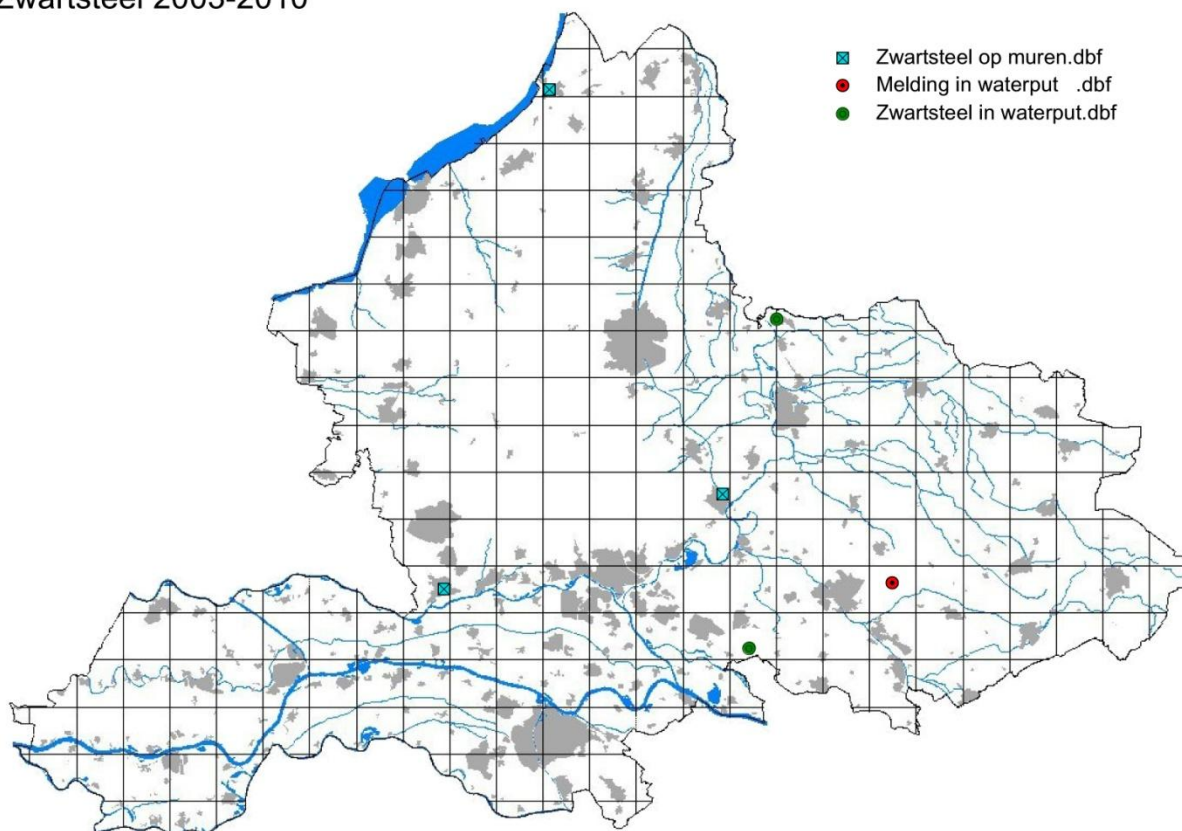 Zwartsteel 2005-2010
Zwartsteel op muren.dbf
Melding in waterput .dbf
Zwartsteel in waterput.dbf